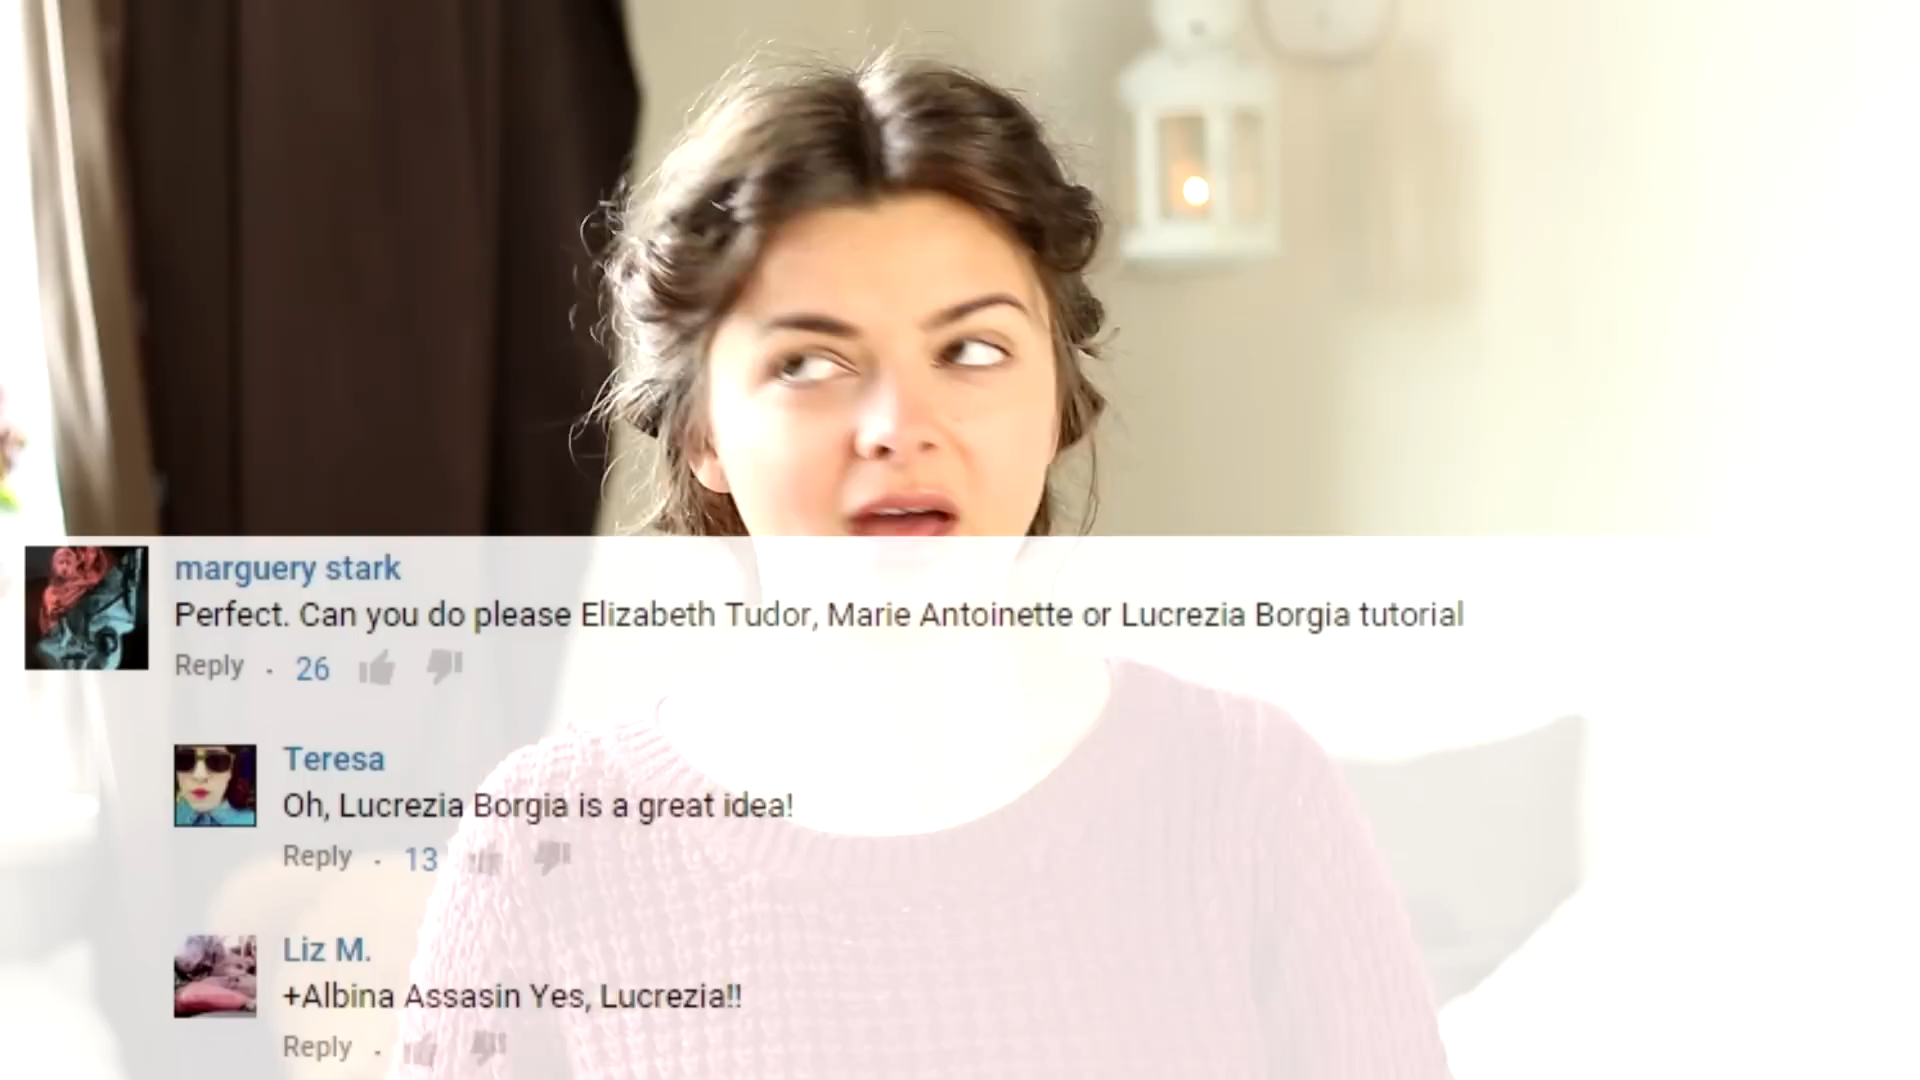 marguery stark
Perfect. Can you do please Elizabeth Tudor, Marie Antoinette or Lucrezia Borgia tutorial
Reply . 26
Teresa
Oh, Lucrezia Borgia is a great idea!
Reply . 13
Liz M.
+Albina Assasin Yes, Lucrezia!!
Reply .